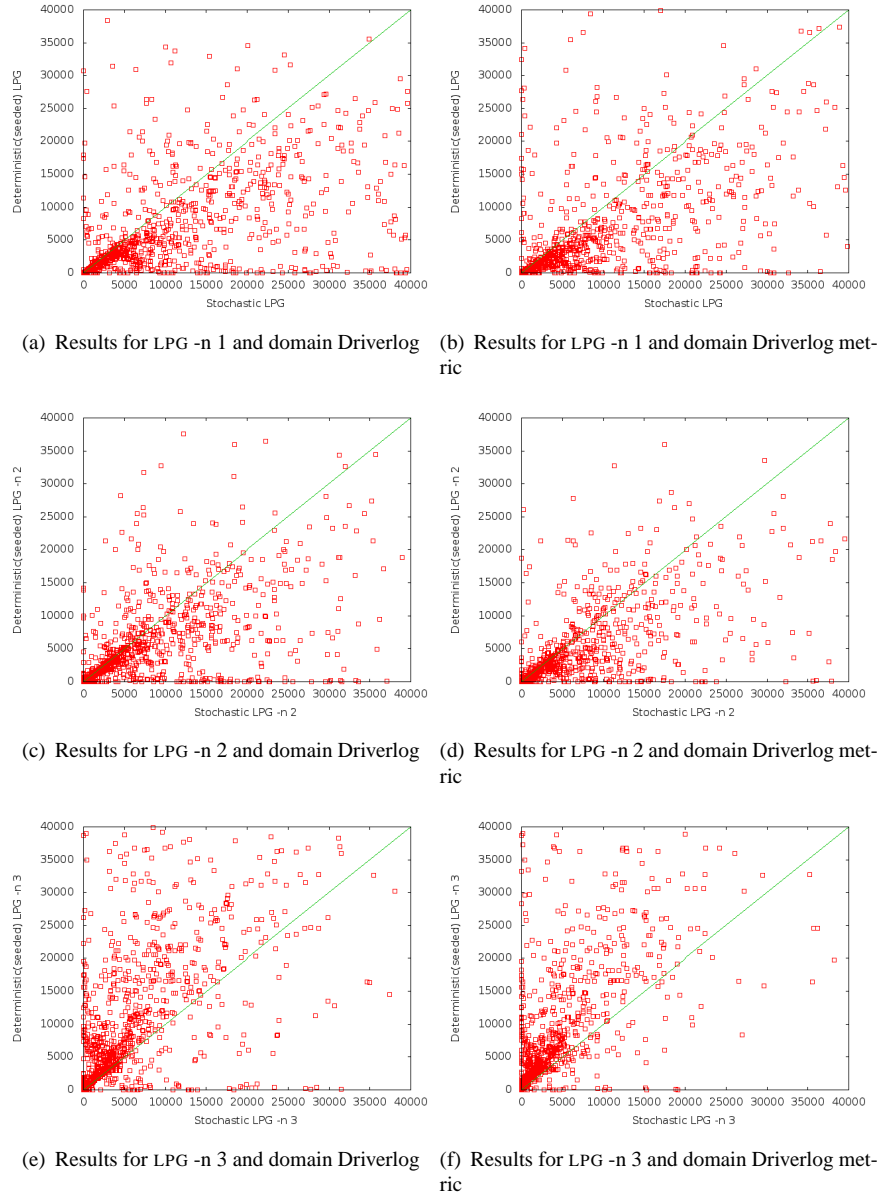 40000
35000
30000
25000
20000
15000
10000
5000
0
Deterministic(seeded) LPG
0 5000 10000 15000 20000 25000 30000 35000 40000
Stochastic LPG
40000
35000
30000
25000
20000
15000
10000
5000
0
Deterministic(seeded) LPG
0 5000 10000 15000 20000 25000 30000 35000 40000
Stochastic LPG
(a) Results for LPG -n 1 and domain Driverlog
(b) Results for LPG -n 1 and domain Driverlog met-
ric
40000
35000
30000
25000
20000
15000
10000
5000
0
Deterministic(seeded) LPG -n 2
0 5000 10000 15000 20000 25000 30000 35000 40000
Stochastic LPG -n 2
40000
35000
30000
25000
20000
15000
10000
5000
0
Deterministic(seeded) LPG -n 2
0 5000 10000 15000 20000 25000 30000 35000 40000
Stochastic LPG -n 2
(c) Results for LPG -n 2 and domain Driverlog
(d) Results for LPG -n 2 and domain Driverlog met-
ric
40000
35000
30000
25000
20000
15000
10000
5000
0
Deterministic(seeded) LPG -n 3
0 5000 10000 15000 20000 25000 30000 35000 40000
Stochastic LPG -n 3
40000
35000
30000
25000
20000
15000
10000
5000
0
Deterministic(seeded) LPG -n 3
0 5000 10000 15000 20000 25000 30000 35000 40000
Stochastic LPG -n 3
(e) Results for LPG -n 3 and domain Driverlog
(f) Results for LPG -n 3 and domain Driverlog met-
ric